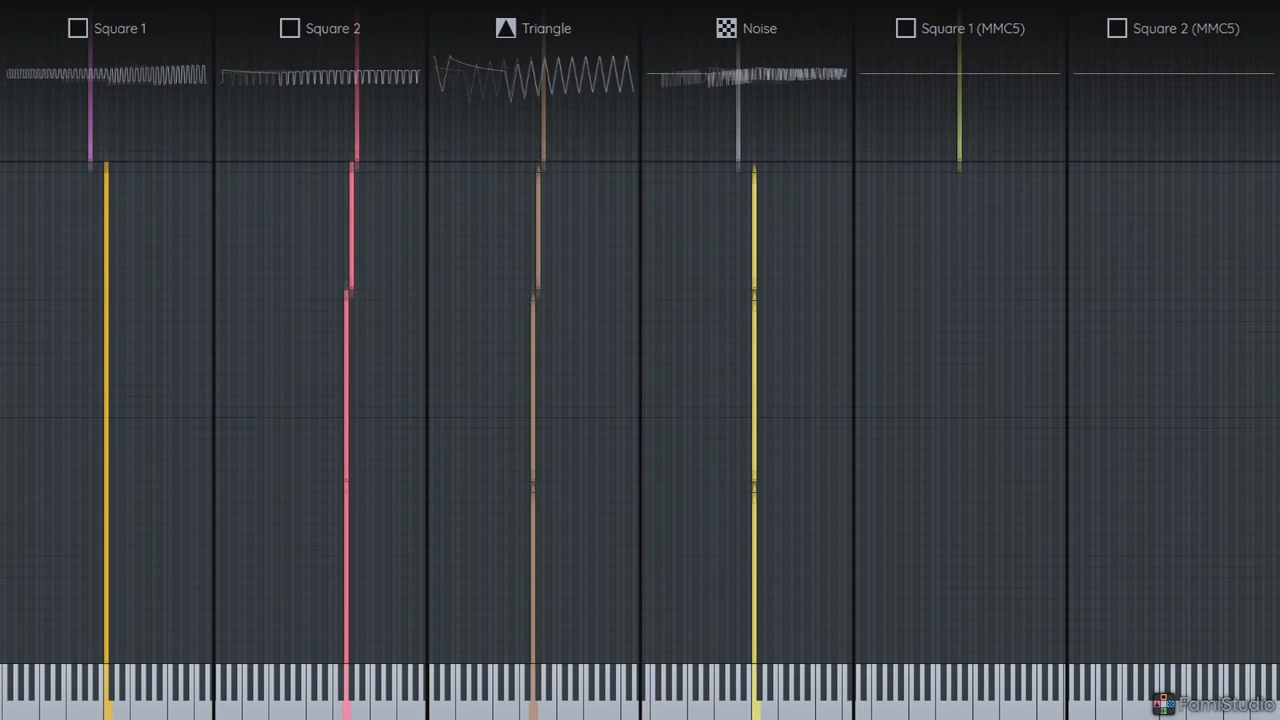 Square 1
Square 2
Triangle
Noise
Square 1 (MMC5)
Square 2 (MMC5)
FamiStudio